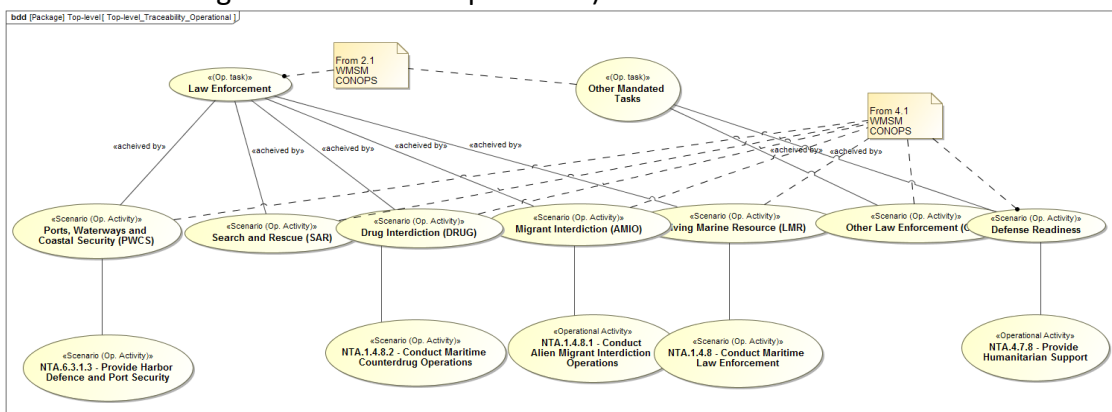 bdd [Package] Top-level[ Top-level_Traceability_Operational ]
From 2.1
WMSM
CONOPS
«(Op. task)»
Law Enforcement
«(Op. task)»
Other Mandated
Tasks
From 4.1
WMSM
CONOPS
«acheived by»
«acheived by»
«acheived by»
«acheived by»
«acheived by»
«acheived by»
«acheived by»
«Scenario (Op. Activity)»
Ports, Waterways and
Coastal Security (PWCS)
«Scenario (Op. Activity)»
Search and Rescue (SAR)
«Scenario (Op. Activity)»
Drug Interdiction (DRUG)
«Scenario (Op. Activity)»
Migrant Interdiction (AMIO)
«Scenario (Op. Activity)»
Marine Resource (LMR)
«Scenario (Op. Activity)»
Other Law Enforcement
«Scenario (Op. Activity)»
Defense Readiness
«Scenario (Op. Activity)»
NTA.6.3.1.3 - Provide Harbor
Defence and Port Security
«Scenario (Op. Activity)»
NTA.1.4.8.2 - Conduct Maritime
Counterdrug Operations
«Operational Activity»
NTA.1.4.8.1 - Conduct
Alien Migrant Interdiction
Operations
«Scenario (Op. Activity)»
NTA.1.4.8 - Conduct Maritime
Law Enforcement
«Operational Activity»
NTA.4.7.8 - Provide
Humanitarian Support